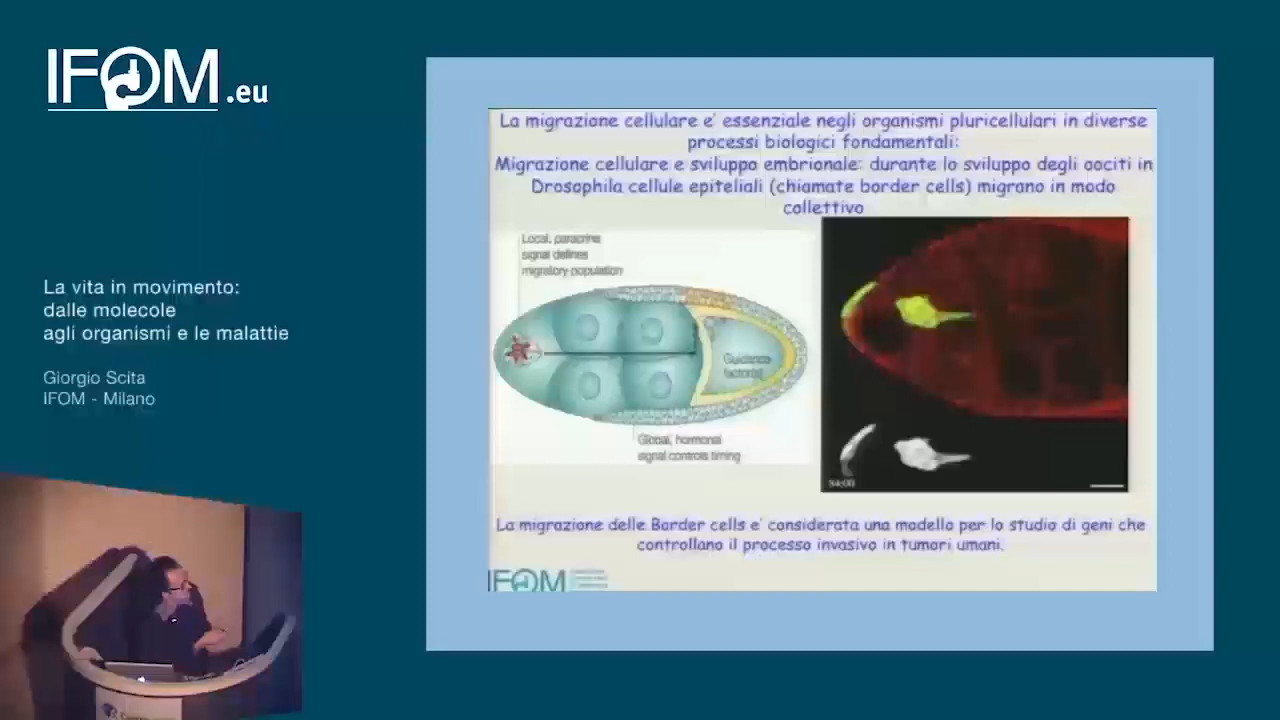 IFOM.eu
La vita in movimento:
dalle molecole
agli organismi e le malattie
Giorgio Scita
IFOM - Milano
La migrazione cellulare e' essenziale negli organismi pluricellulari in diverse
processi biologici fondamentali:
Migrazione cellulare e sviluppo embrionale: durante lo sviluppo degli oociti in
Drosophila cellule epiteliali (chiamate border cells) migrano in modo
collettivo
Local, paracrine
signal defines
migratory population
Guidance
factor(s)
Global, hormonal
signal controls timing
84:00
La migrazione delle Border cells e' considerata una modello per lo studio di geni che
controllano il processo invasivo in tumori umani.
IFOM